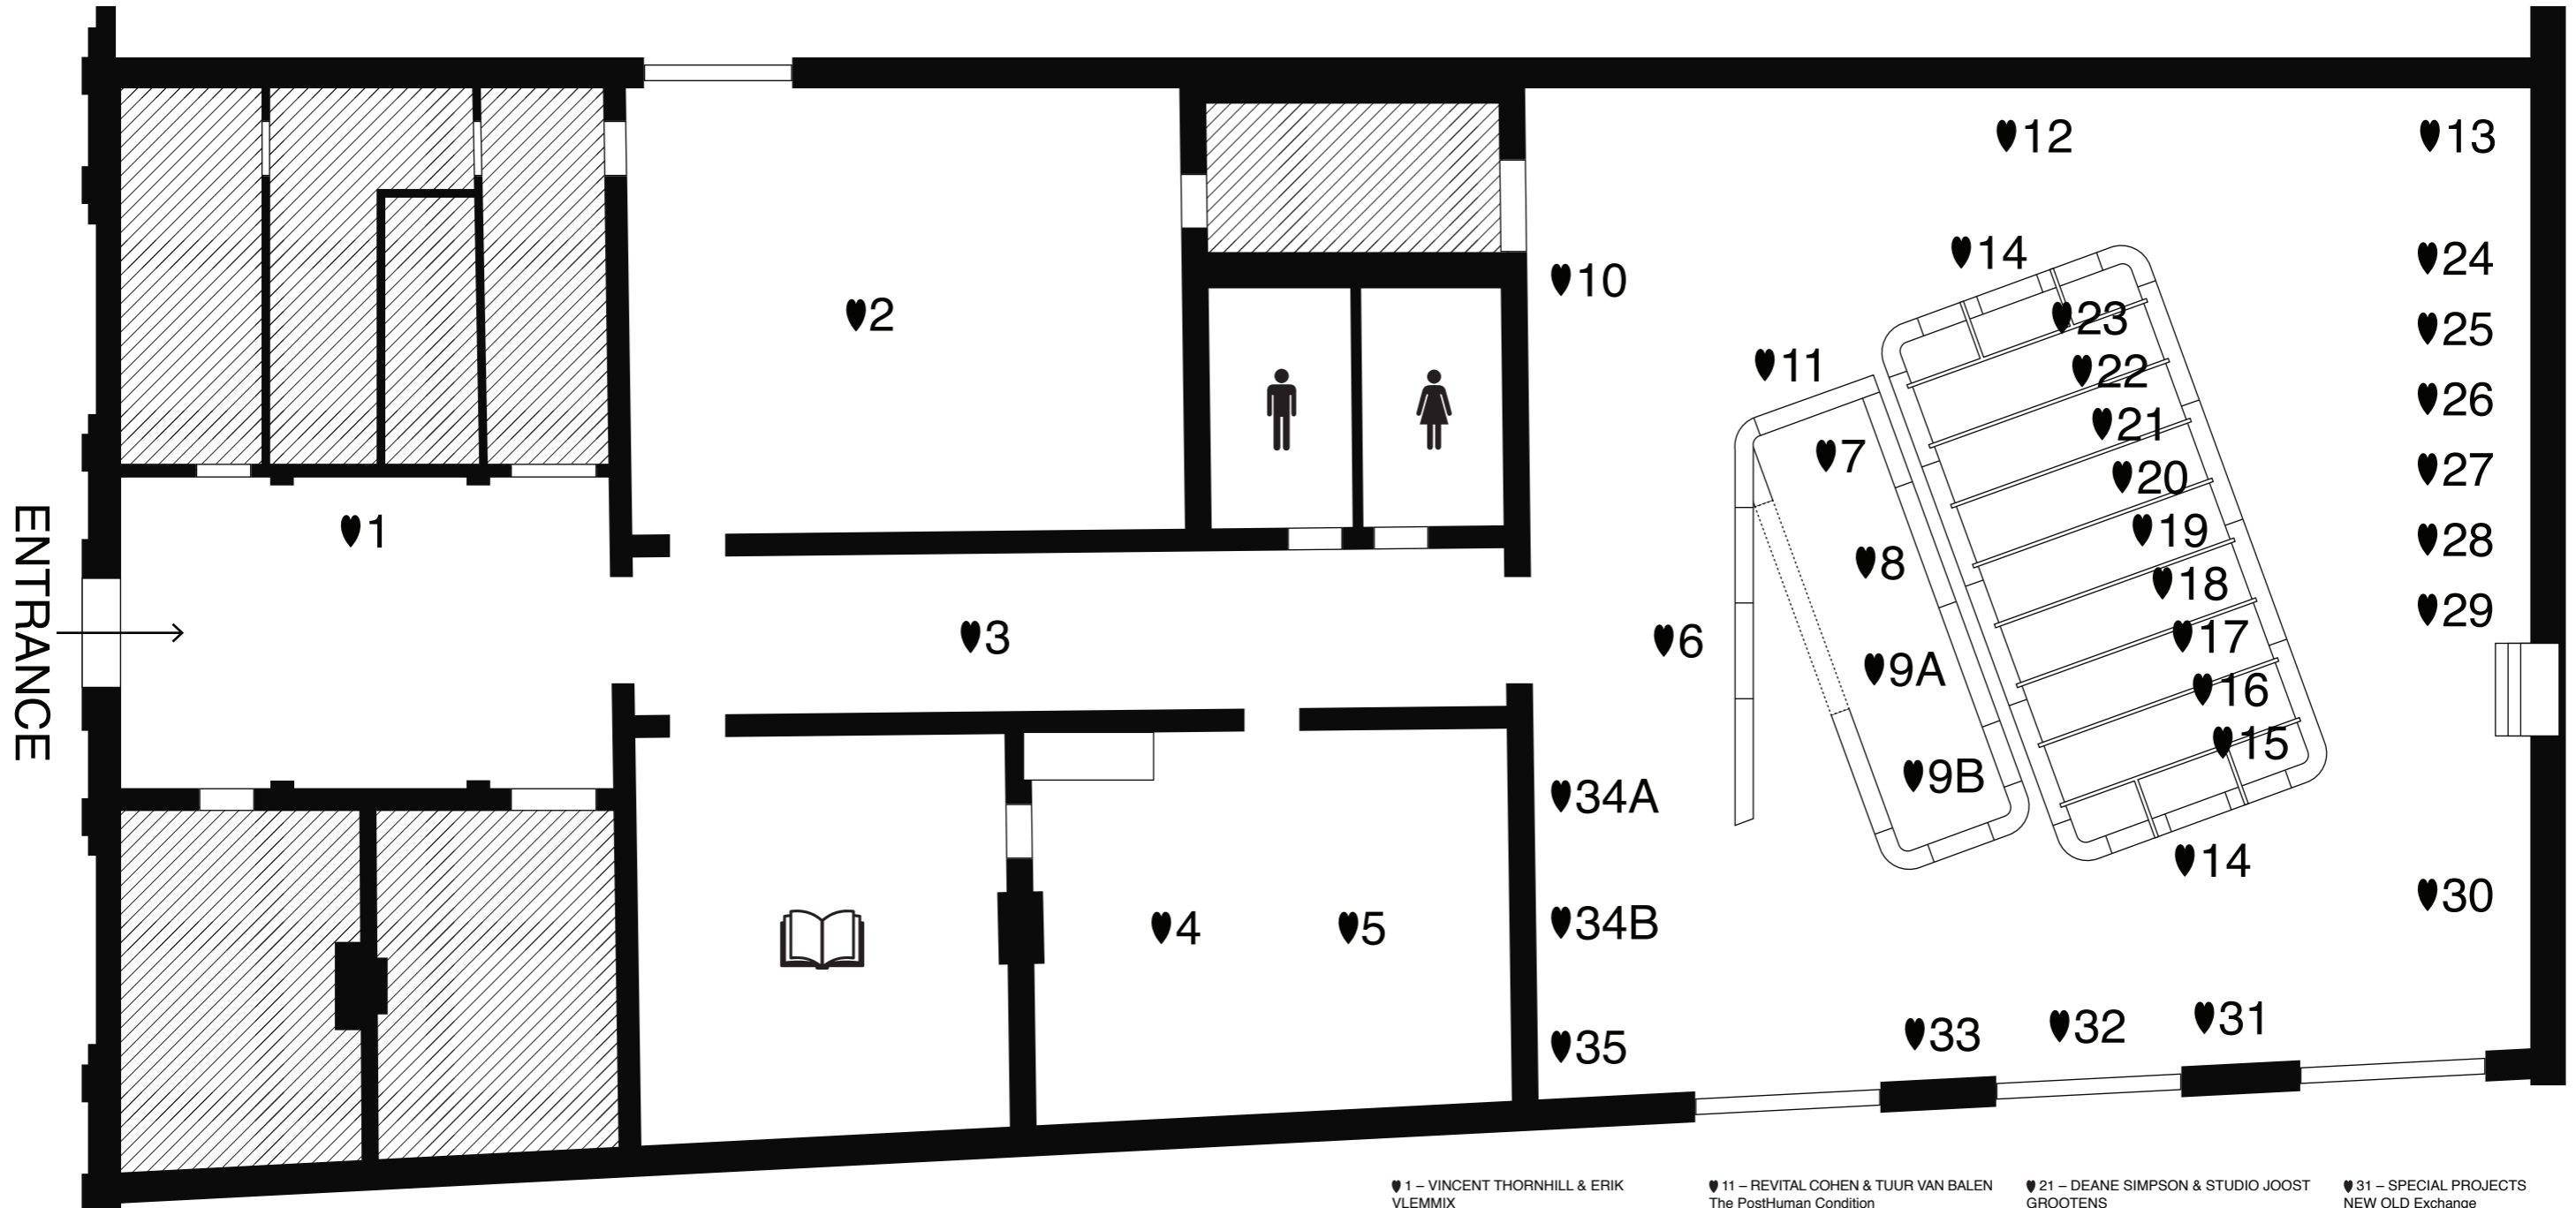 12
13
14
24
10
23
25
2
11
22
26
21
7
27
20
1
19
28
8
18
29
ENTRANCE
3
6
17
9A
16
15
9B
34A
14
30
34B
4
5
31
32
33
35
1 – VINCENT THORNHILL & ERIK
VLEMMIX
11 – REVITAL COHEN & TUUR VAN BALEN
The PostHuman Condition
21 – DEANE SIMPSON & STUDIO JOOST
GROOTENS
31 – SPECIAL PROJECTS
NEW OLD Exchange